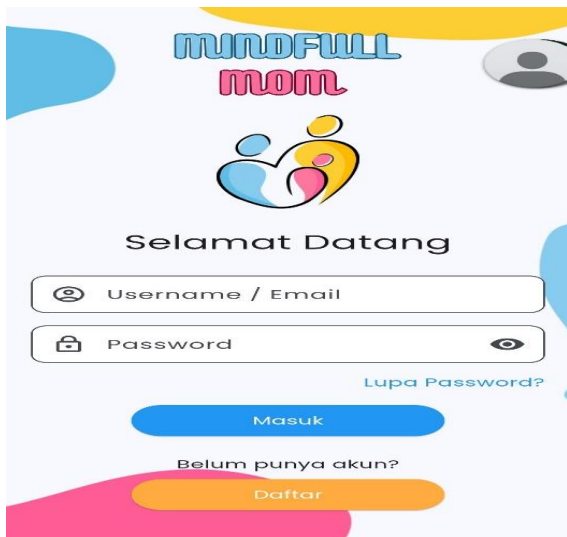 MINDFULL
MOM
Selamat Datang
Username / Email
Password
Lupa Password?
Masuk
Belum punya akun?
Daftar